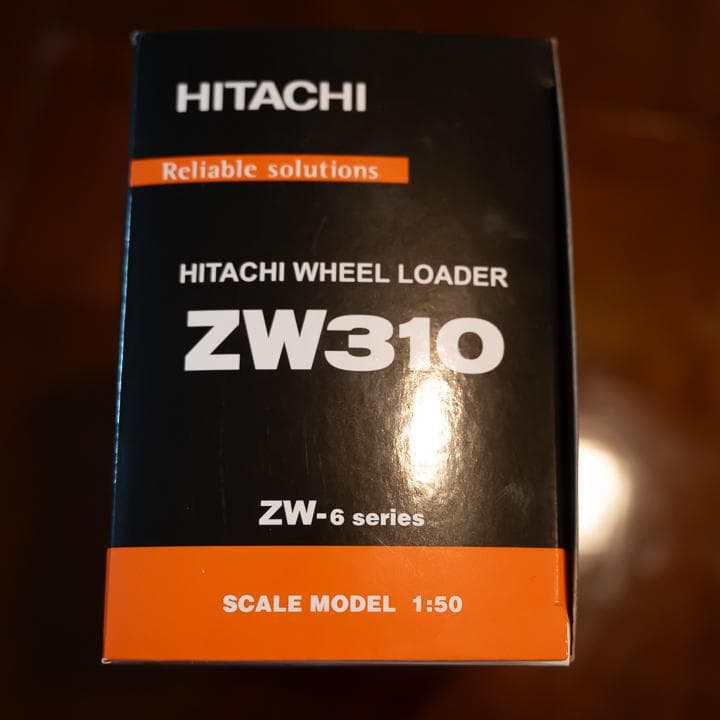 HITACHI
Reliable solutions
HITACHI WHEEL LOADER
ZW310
ZW-6 series
SCALE MODEL 1:50